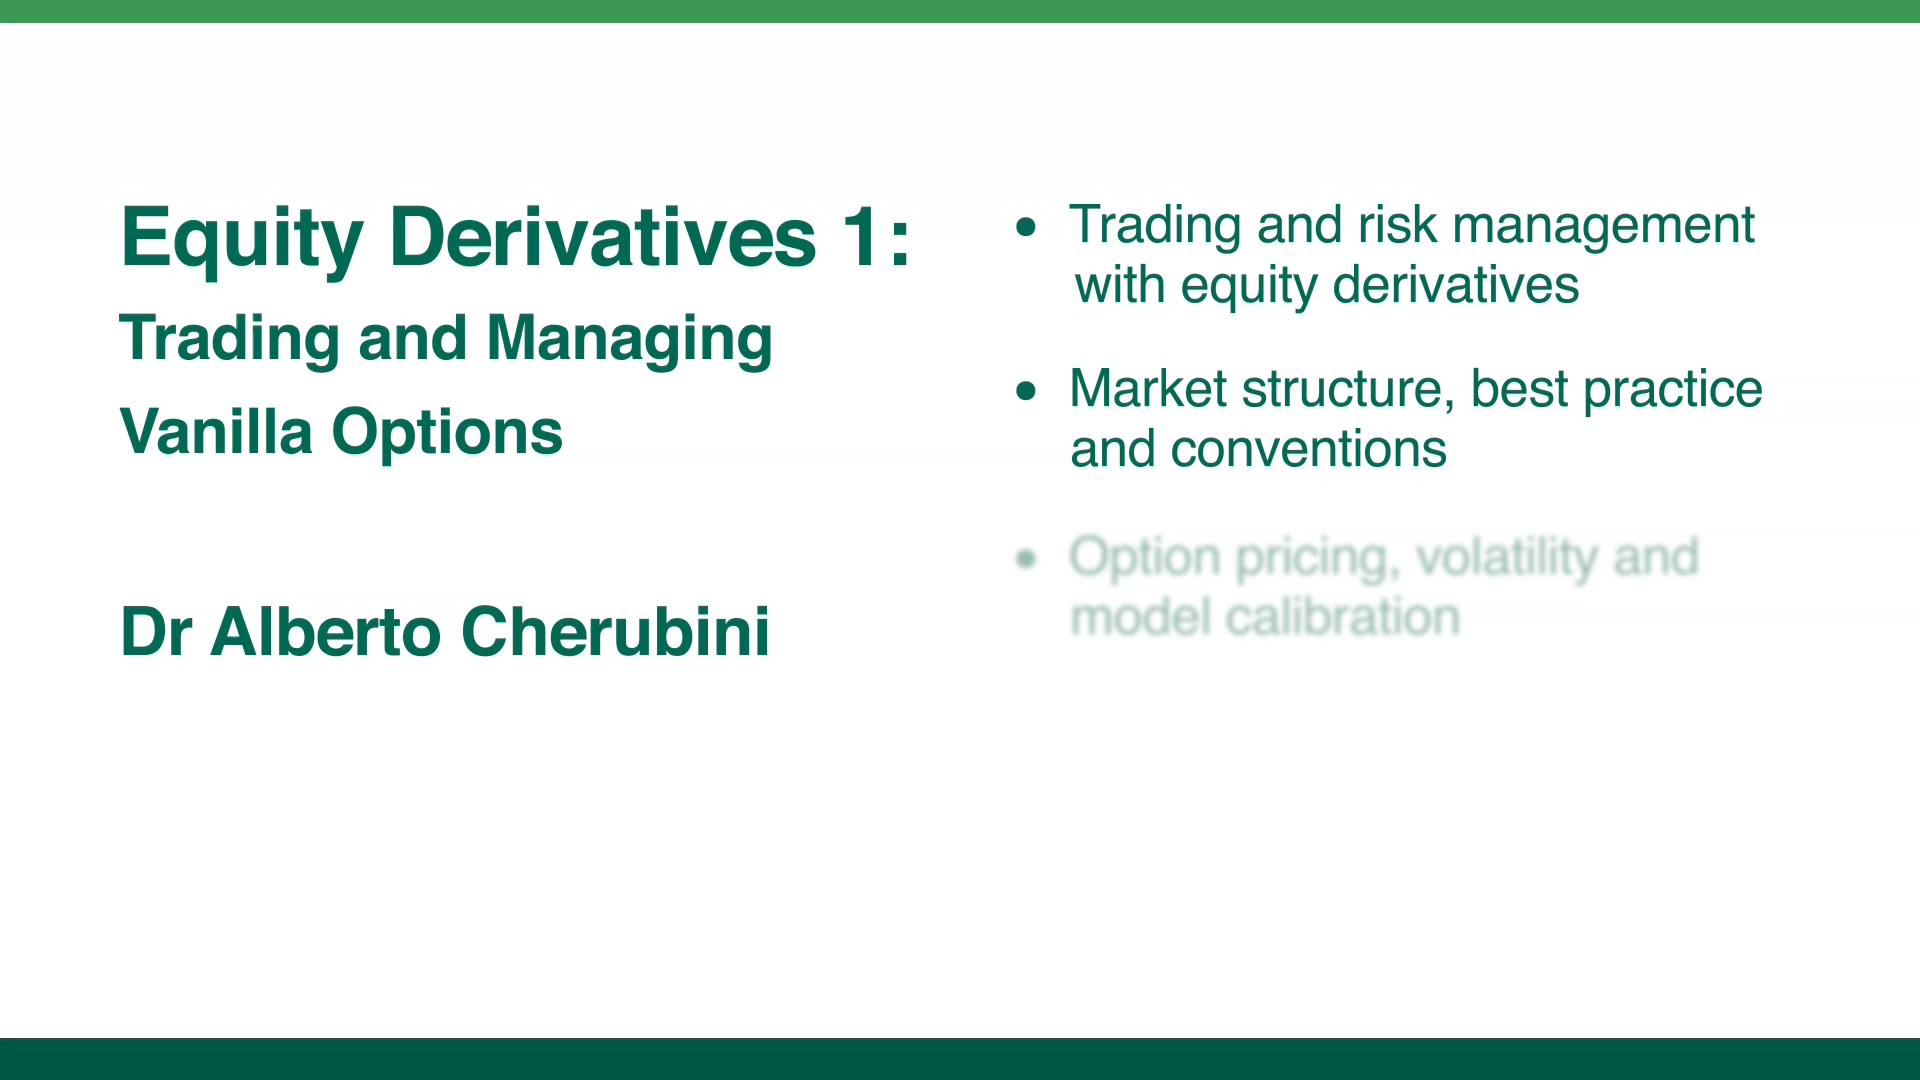 Equity Derivatives 1:
Trading and Managing
Vanilla Options
Dr Alberto Cherubini
• Trading and risk management
with equity derivatives
• Market structure, best practice
and conventions
• Option pricing, volatility and
model calibration